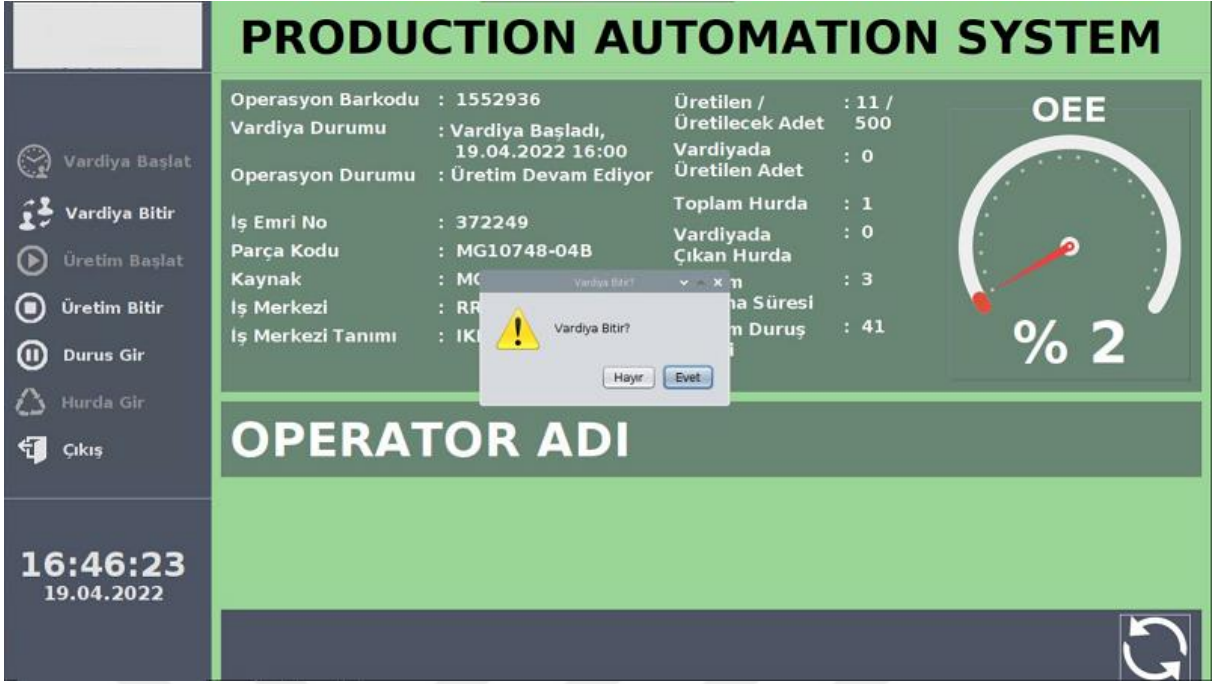 PRODUCTION AUTOMATION SYSTEM
Vardiya Başlat
Vardiya Bitir
Üretim Başlat
Üretim Bitir
Durus Gir
Hurda Gir
Çıkış
16:46:23
19.04.2022
Operasyon Barkodu : 1552936
Vardiya Durumu : Vardiya Başladı,
19.04.2022 16:00
Operasyon Durumu : Üretim Devam Ediyor
İş Emri No : 372249
Parça Kodu : MG10748-04B
Kaynak :
İş Merkezi :
İş Merkezi Tanımı :
Üretilen / : 11 /
Üretilecek Adet 500
Vardiyada
Üretilen Adet : 0
Toplam Hurda : 1
Vardiyada : 0
Çıkan Hurda
: 3
Süresi
Duruş : 41
OEE
% 2
Vardiya Bitir?
Vardiya Bitir?
Hayır Evet
OPERATOR ADI